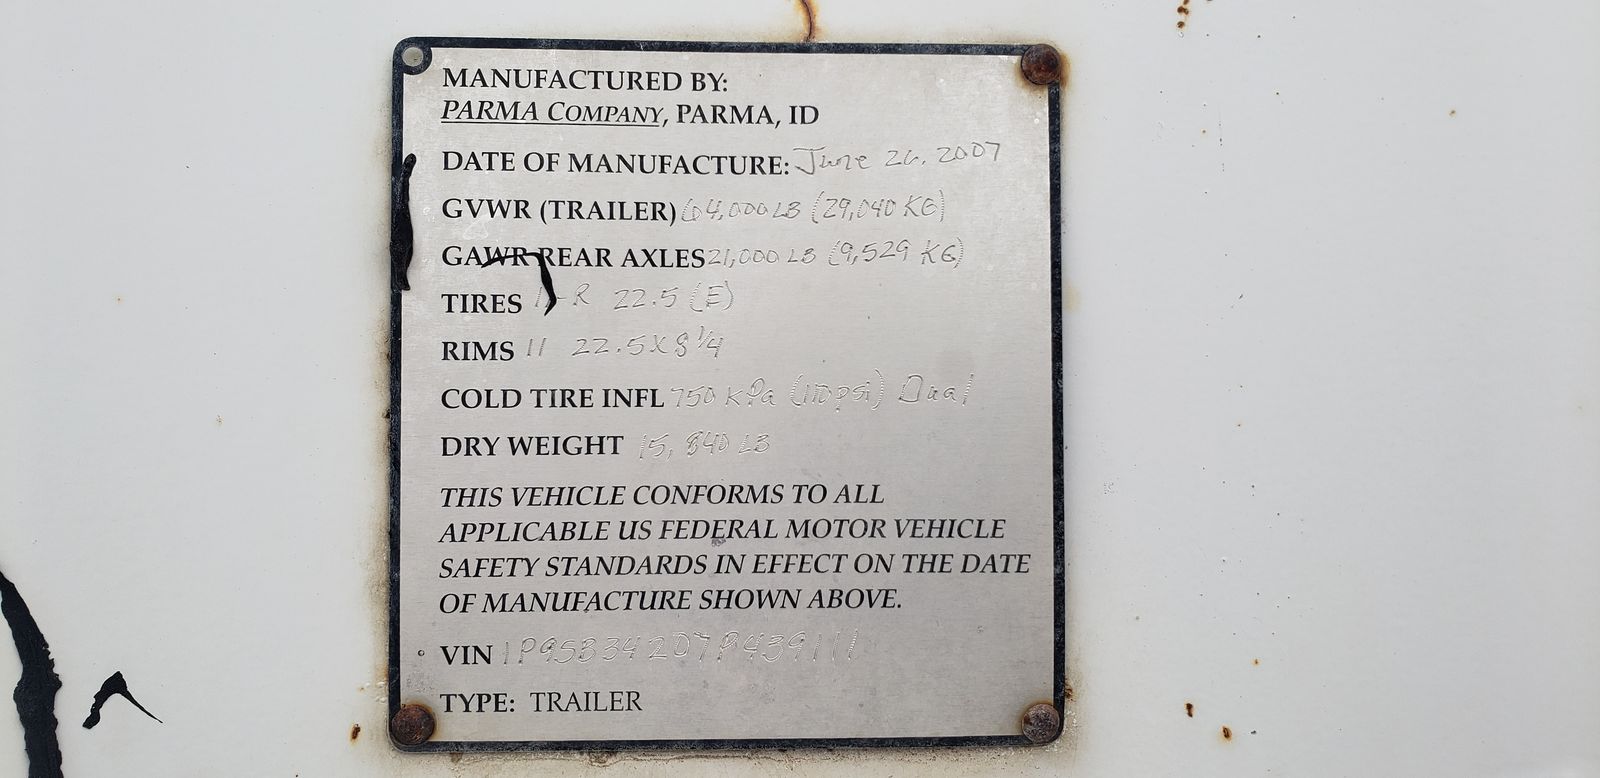 MANUFACTURED BY:
PARMA COMPANY, PARMA, ID
DATE OF MANUFACTURE: June 26, 2007
GVWR (TRAILER) 64,000 LB (29,040 KG)
GAWR REAR AXLES 21,000 LB (9,529 KG)
TIRES 11-R 22.5 (E)
RIMS 11 22.5X8 1/4
COLD TIRE INFL 750 KPa (110psi) Dual
DRY WEIGHT 15,840 LB
THIS VEHICLE CONFORMS TO ALL
APPLICABLE US FEDERAL MOTOR VEHICLE
SAFETY STANDARDS IN EFFECT ON THE DATE
OF MANUFACTURE SHOWN ABOVE.
VIN 1P9SB34207P439111
TYPE: TRAILER